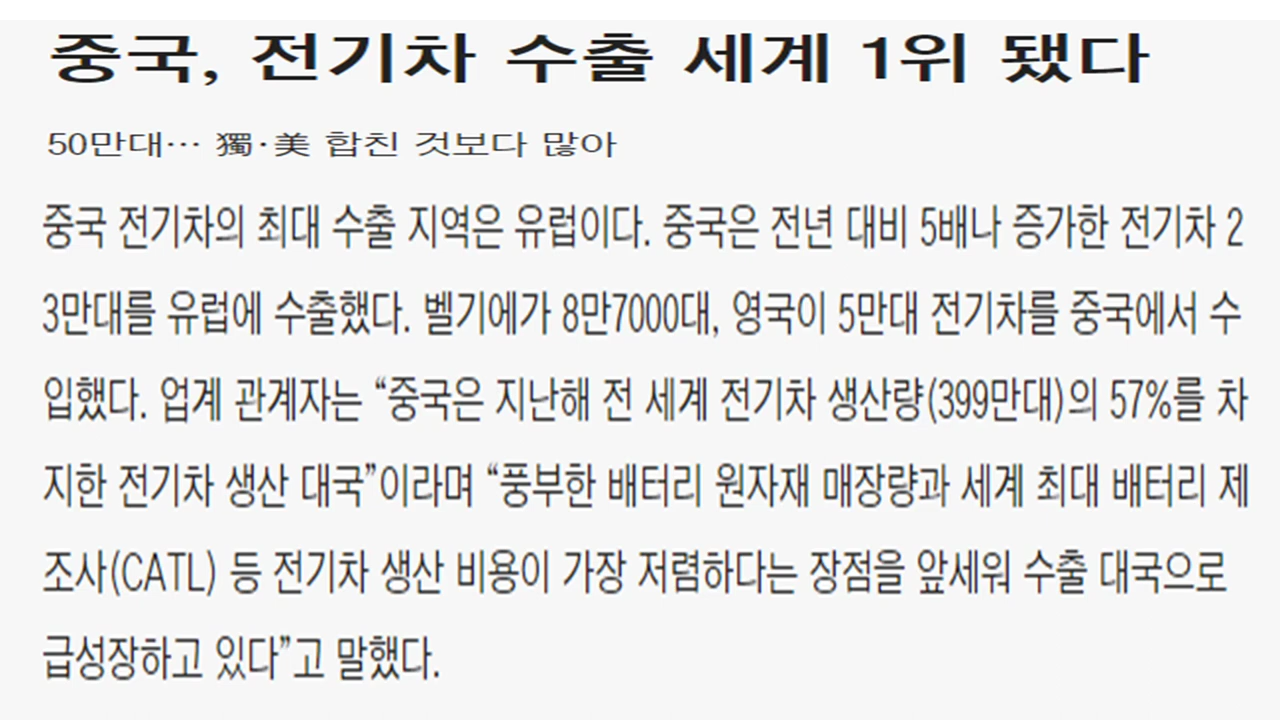 중국, 전기차 수출 세계 1위 됐다
50만대… 獨·美 합친 것보다 많아
중국 전기차의 최대 수출 지역은 유럽이다. 중국은 전년 대비 5배나 증가한 전기차 2
3만대를 유럽에 수출했다. 벨기에가 8만7000대, 영국이 5만대 전기차를 중국에서 수
입했다. 업계 관계자는 “중국은 지난해 전 세계 전기차 생산량(399만대)의 57%를 차
지한 전기차 생산 대국”이라며 “풍부한 배터리 원자재 매장량과 세계 최대 배터리 제
조사(CATL) 등 전기차 생산 비용이 가장 저렴하다는 장점을 앞세워 수출 대국으로
급성장하고 있다”고 말했다.